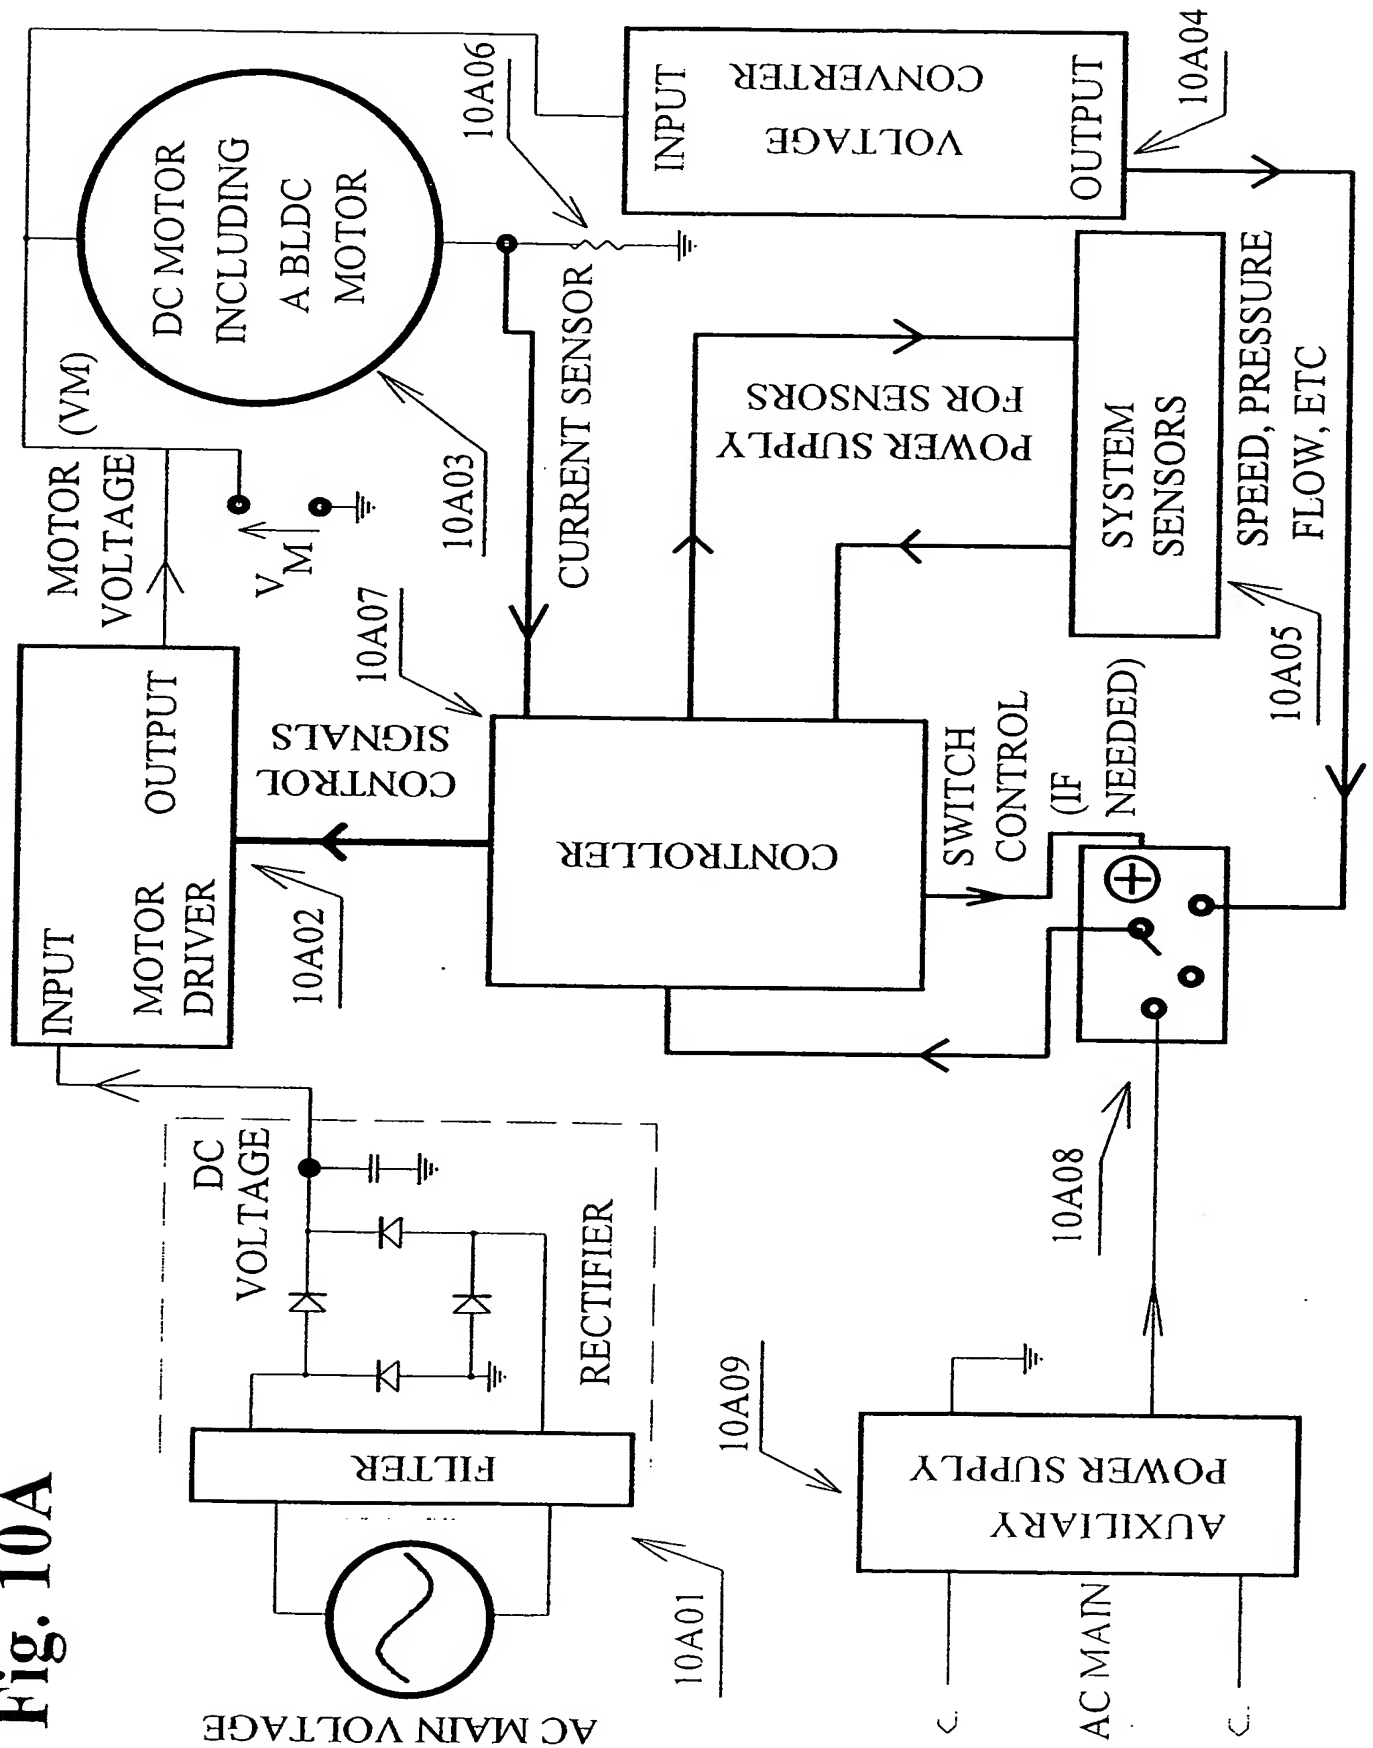 Fig. 10A
AC MAIN VOLTAGE
10A01
FILTER
RECTIFIER
DC
VOLTAGE
INPUT
MOTOR
DRIVER
OUTPUT
10A02
MOTOR
VOLTAGE
(VM)
V
M
DC MOTOR
INCLUDING
A BLDC
MOTOR
10A03
10A06
CURRENT SENSOR
CONTROL
SIGNALS
10A07
CONTROLLER
INPUT
VOLTAGE
CONVERTER
OUTPUT
10A04
POWER SUPPLY
FOR SENSORS
SYSTEM
SENSORS
SPEED, PRESSURE
FLOW, ETC
10A05
SWITCH
CONTROL
(IF
NEEDED)
10A08
10A09
AUXILIARY
POWER SUPPLY
AC MAIN